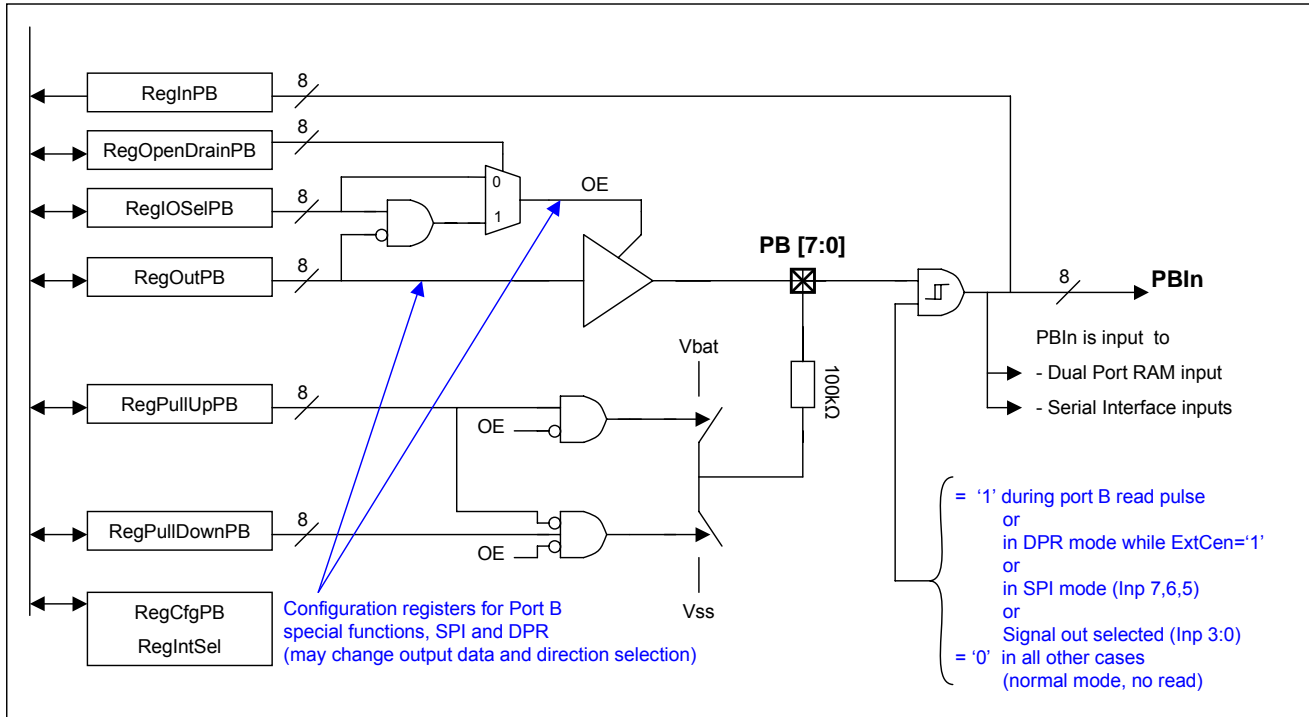 RegInPB
8
RegOpenDrainPB
8
RegIOSelPB
8
0
1
OE
RegOutPB
8
PB [7:0]
8
PBIn
PBIn is input to
- Dual Port RAM input
- Serial Interface inputs
Vbat
100kΩ
RegPullUpPB
8
OE
RegPullDownPB
8
OE
Vss
RegCfgPB
RegIntSel
Configuration registers for Port B
special functions, SPI and DPR
(may change output data and direction selection)
= ‘1’ during port B read pulse
or
in DPR mode while ExtCen=‘1’
or
in SPI mode (Inp 7,6,5)
or
Signal out selected (Inp 3:0)
= ‘0’ in all other cases
(normal mode, no read)